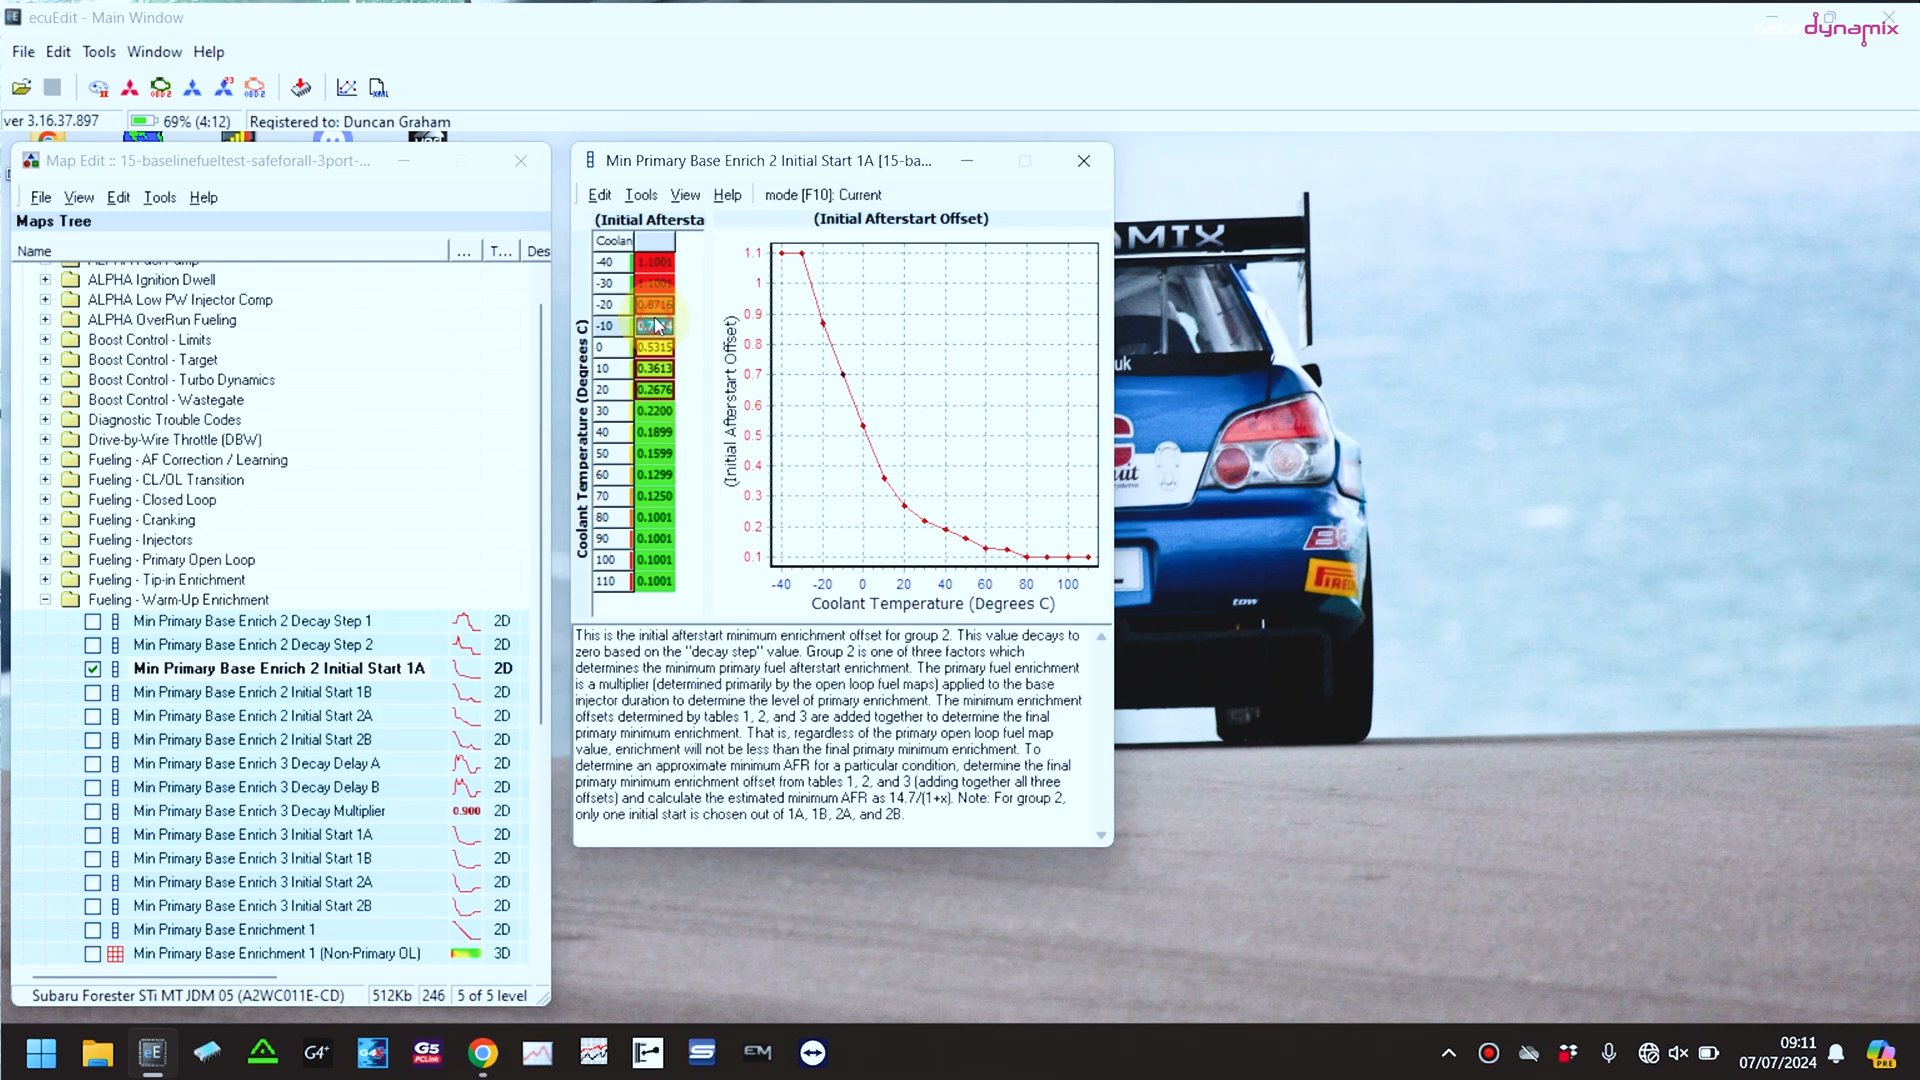 ecuEdit - Main Window
File Edit Tools Window Help
race dynamix
ver 3.16.37.897 69% (4:12) Registered to: Duncan Graham
Map Edit :: 15-baselinefueltest-safeforall-3port-...
File View Edit Tools Help
Maps Tree
Name ... T... Des
ALPHA Ignition Dwell
ALPHA Low PW Injector Comp
ALPHA OverRun Fueling
Boost Control - Limits
Boost Control - Target
Boost Control - Turbo Dynamics
Boost Control - Wastegate
Diagnostic Trouble Codes
Drive-by-Wire Throttle (DBW)
Fueling - AF Correction / Learning
Fueling - CL/OL Transition
Fueling - Closed Loop
Fueling - Cranking
Fueling - Injectors
Fueling - Primary Open Loop
Fueling - Tip-in Enrichment
Fueling - Warm-Up Enrichment
Min Primary Base Enrich 2 Decay Step 1 2D
Min Primary Base Enrich 2 Decay Step 2 2D
Min Primary Base Enrich 2 Initial Start 1A 2D
Min Primary Base Enrich 2 Initial Start 1B 2D
Min Primary Base Enrich 2 Initial Start 2A 2D
Min Primary Base Enrich 2 Initial Start 2B 2D
Min Primary Base Enrich 3 Decay Delay A 2D
Min Primary Base Enrich 3 Decay Delay B 2D
Min Primary Base Enrich 3 Decay Multiplier 0.900 2D
Min Primary Base Enrich 3 Initial Start 1A 2D
Min Primary Base Enrich 3 Initial Start 1B 2D
Min Primary Base Enrich 3 Initial Start 2A 2D
Min Primary Base Enrich 3 Initial Start 2B 2D
Min Primary Base Enrichment 1 2D
Min Primary Base Enrichment 1 (Non-Primary OL) 3D
Subaru Forester STi MT JDM 05 (A2WC011E-CD) 512Kb 246 5 of 5 level
Min Primary Base Enrich 2 Initial Start 1A [15-ba...
Edit Tools View Help mode [F10]: Current
(Initial Aftersta
Coolan
-40 1.1001
-30 1.1001
-20 0.8716
-10
0 0.5315
10 0.3613
20 0.2676
30 0.2200
40 0.1899
50 0.1599
60 0.1299
70 0.1250
80 0.1001
90 0.1001
100 0.1001
110 0.1001
Coolant Temperature (Degrees C)
(Initial Afterstart Offset)
(Initial Afterstart Offset)
1.1
1
0.9
0.8
0.7
0.6
0.5
0.4
0.3
0.2
0.1
-40 -20 0 20 40 60 80 100
Coolant Temperature (Degrees C)
This is the initial afterstart minimum enrichment offset for group 2. This value decays to
zero based on the "decay step" value. Group 2 is one of three factors which
determines the minimum primary fuel afterstart enrichment. The primary fuel enrichment
is a multiplier (determined primarily by the open loop fuel maps) applied to the base
injector duration to determine the level of primary enrichment. The minimum enrichment
offsets determined by tables 1, 2, and 3 are added together to determine the final
primary minimum enrichment. That is, regardless of the primary open loop fuel map
value, enrichment will not be less than the final primary minimum enrichment. To
determine an approximate minimum AFR for a particular condition, determine the final
primary minimum enrichment offset from tables 1, 2, and 3 (adding together all three
offsets) and calculate the estimated minimum AFR as 14.7/(1+x). Note: For group 2,
only one initial start is chosen out of 1A, 1B, 2A, and 2B.
AMIX
uk
PIRE
TOW
eE G4+ G4+ G5 PCLink EM
09:11
07/07/2024
PRE